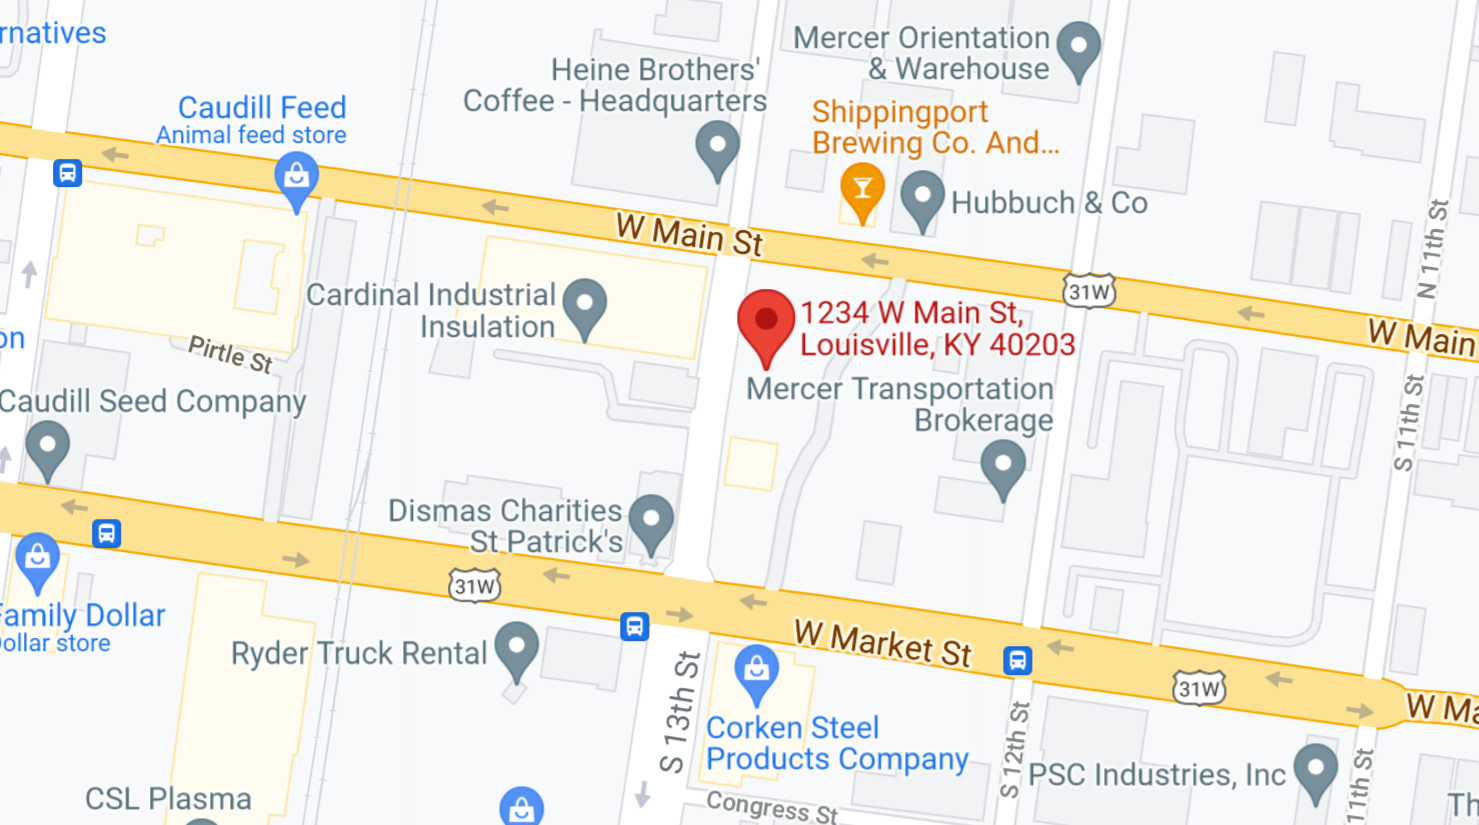 rnatives
Mercer Orientation
& Warehouse
Heine Brothers'
Coffee - Headquarters
Caudill Feed
Animal feed store
Shippingport
Brewing Co. And...
Hubbuch & Co
N 11th St
W Main St
31W
Cardinal Industrial
Insulation
1234 W Main St,
Louisville, KY 40203
W Main
on
Pirtle St
Mercer Transportation
Brokerage
Caudill Seed Company
S 11th St
Dismas Charities
St Patrick's
31W
Family Dollar
Dollar store
Ryder Truck Rental
W Market St
31W
W Ma
S 13th St
Corken Steel
Products Company
S 12th St
PSC Industries, Inc
11th St
CSL Plasma
Congress St
Th